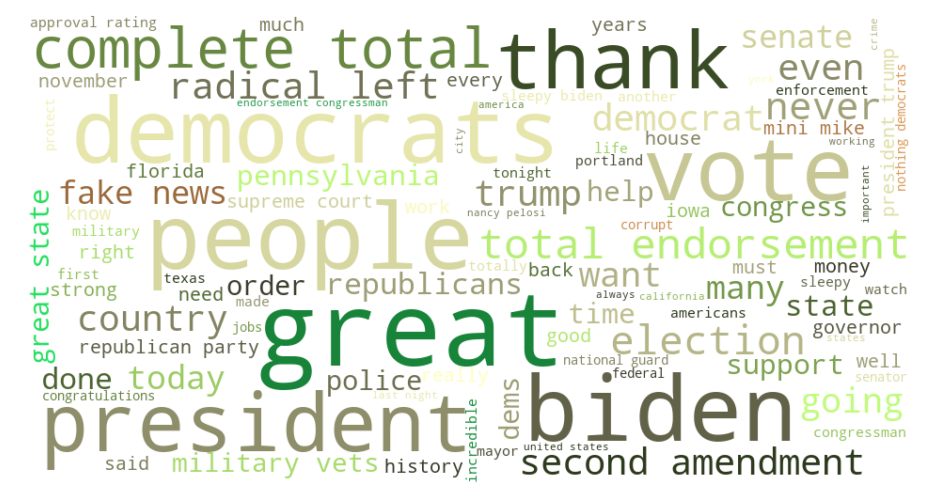 approval rating much years senate crime
complete total thank
november radical left every even
endorsement congressman sleepy biden another america enforcement never
democrats democrat mini mike president trump nothing democrats
protect city house working
florida pennsylvania tonight life portland vote
fake news supreme court trump help
know work nancy pelosi iowa congress important
great state military people corrupt
right total endorsement
first texas totally back want must money
strong need order republicans many sleepy watch
made always california state
country jobs great time americans governor
republican party good election states
done today police really national guard support well
congratulations last night federal senator
president incredible dems biden going
mayor united states congressman
said military vets history second amendment